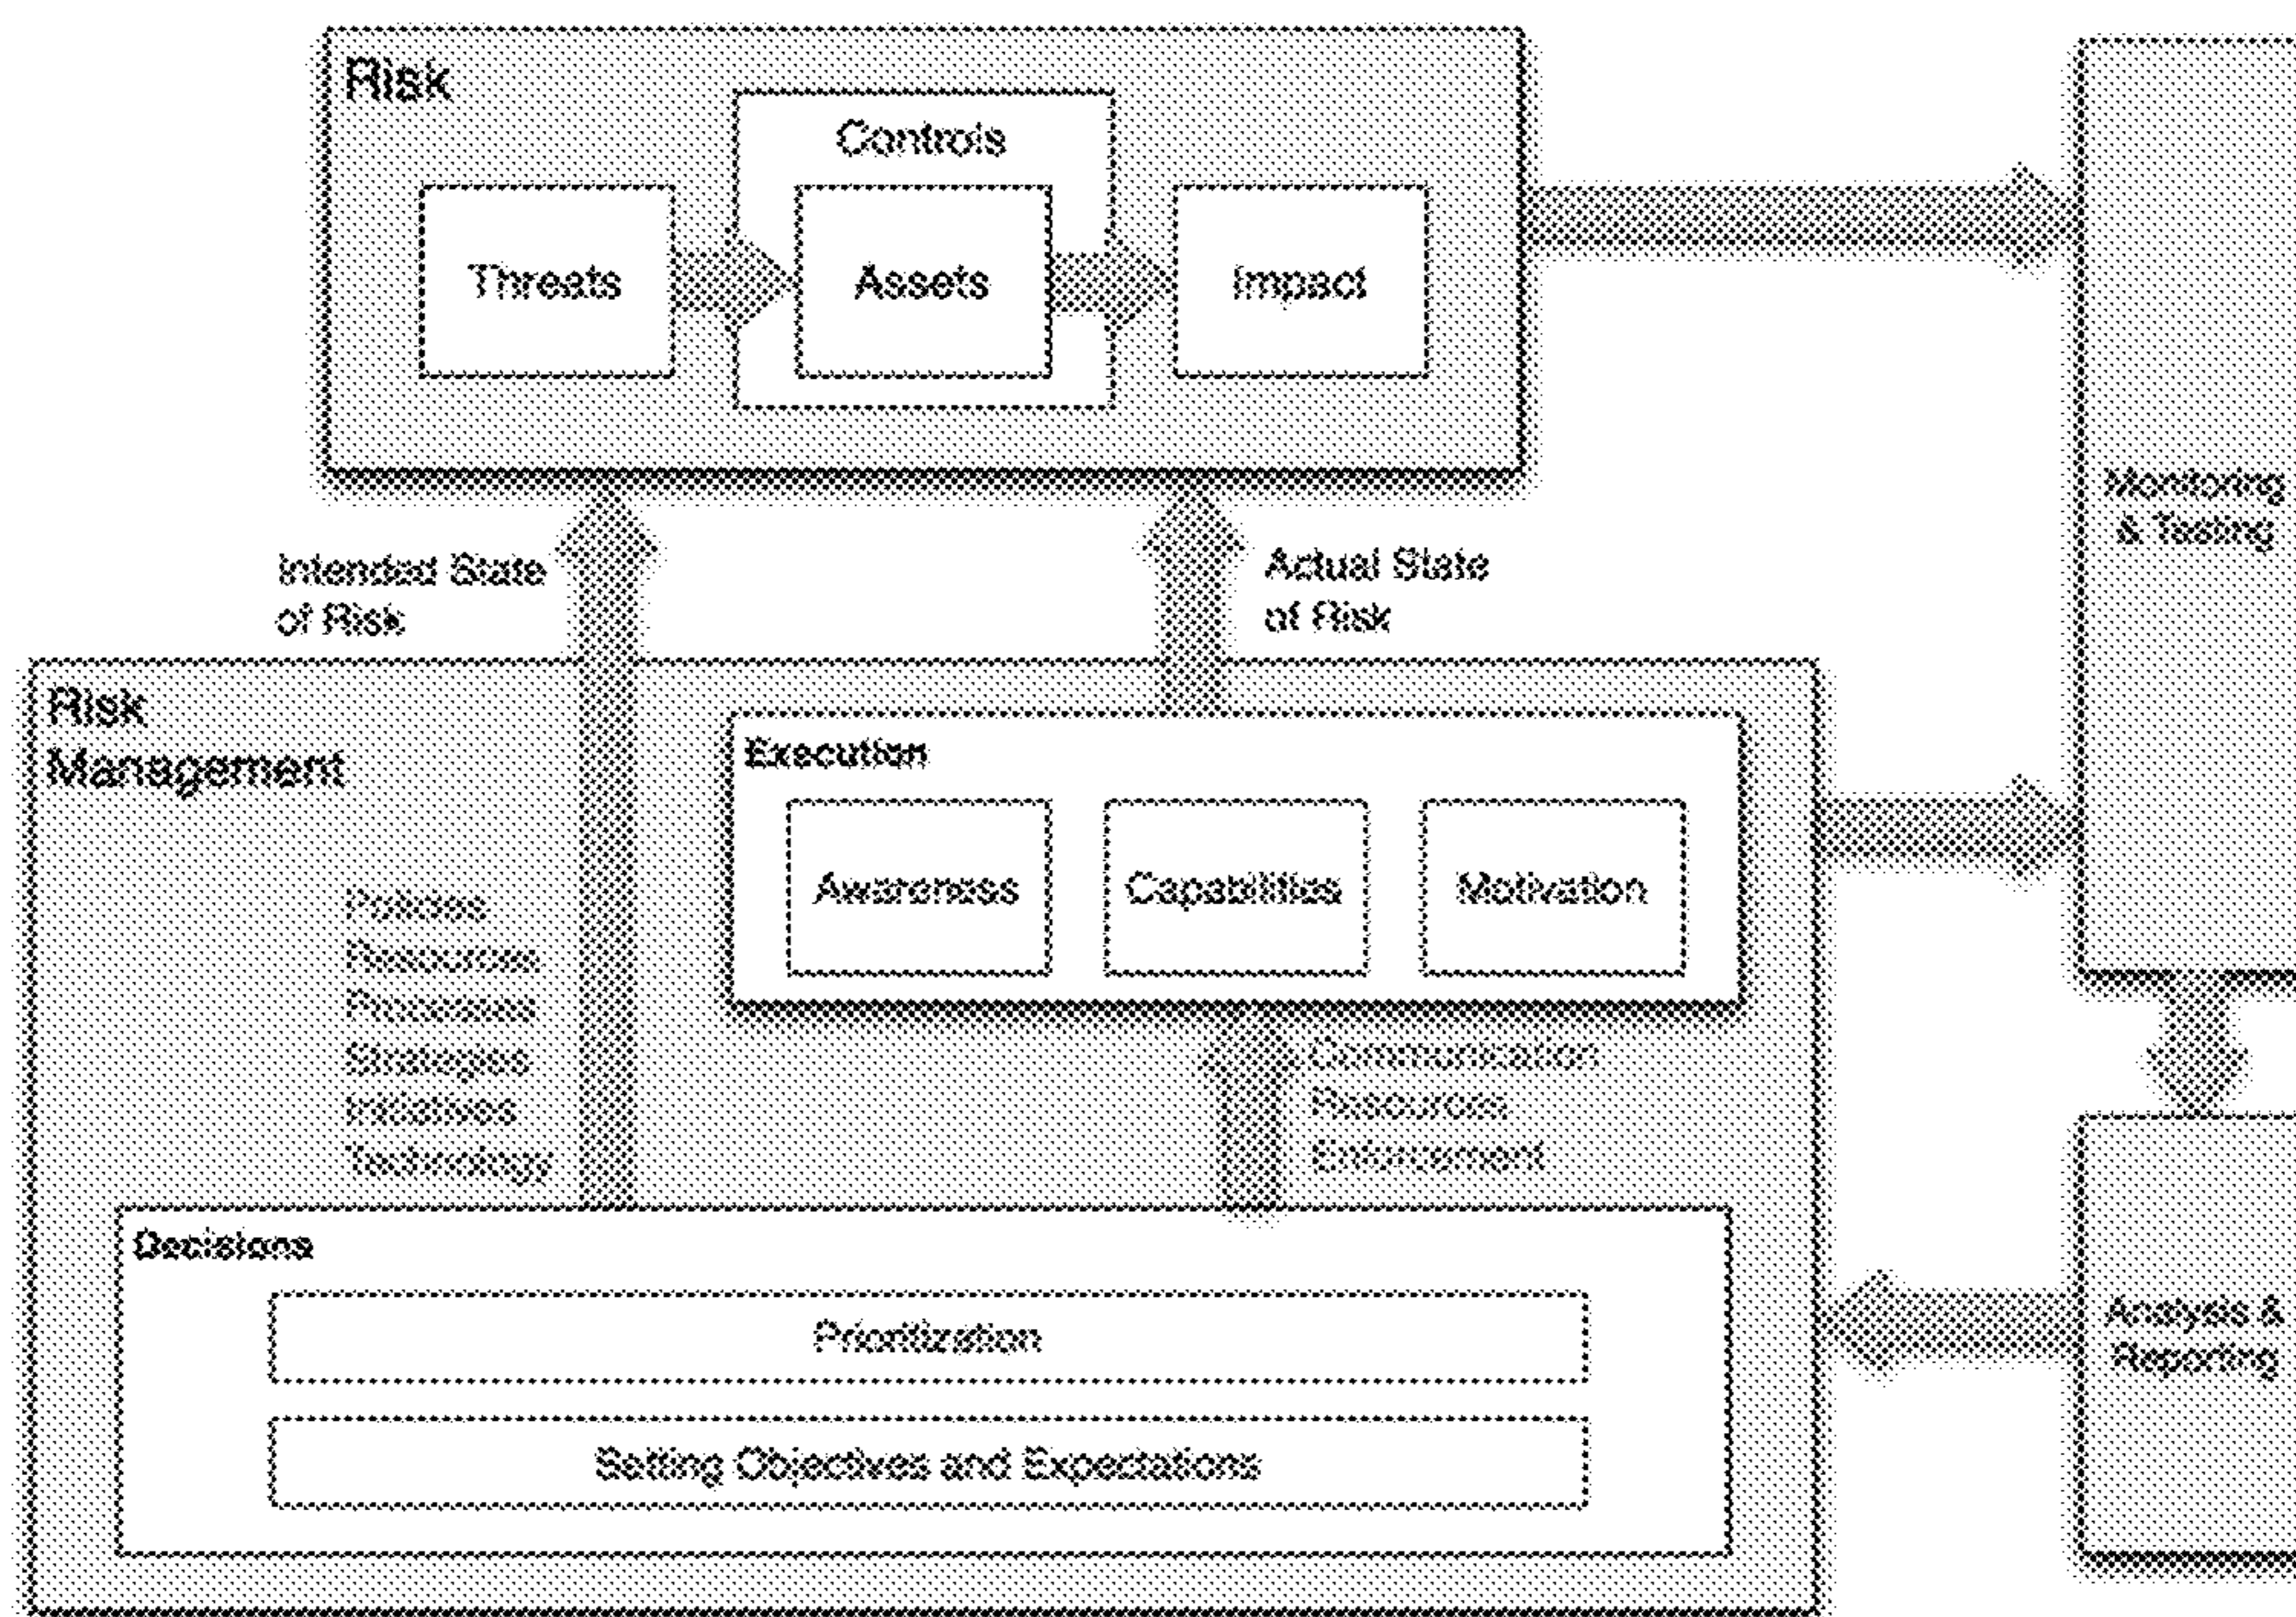 Risk
Controls
Threats
Assets
Impact
Monitoring
& Testing
Intended State
of Risk
Actual State
of Risk
Risk
Management
Execution
Awareness
Capabilities
Motivation
Policies
Resources
Processes
Strategies
Initiatives
Technology
Communication
Resources
Enforcement
Decisions
Prioritization
Setting Objectives and Expectations
Analysis &
Reporting